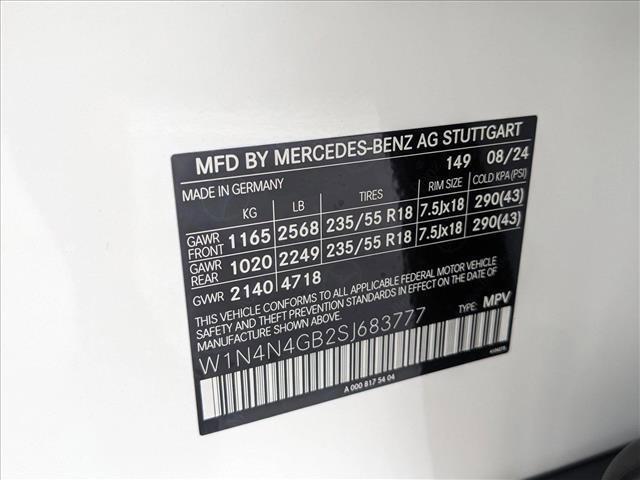 MFD BY MERCEDES-BENZ AG STUTTGART
149 08/24
MADE IN GERMANY
KG LB TIRES RIM SIZE COLD KPA (PSI)
GAWR FRONT 1165 2568 235/55 R18 7.5Jx18 290(43)
GAWR REAR 1020 2249 235/55 R18 7.5Jx18 290(43)
GVWR 2140 4718
THIS VEHICLE CONFORMS TO ALL APPLICABLE FEDERAL MOTOR VEHICLE
SAFETY AND THEFT PREVENTION STANDARDS IN EFFECT ON THE DATE OF
MANUFACTURE SHOWN ABOVE.
W1N4N4GB2SJ683777 TYPE: MPV
A 000 817 54 04